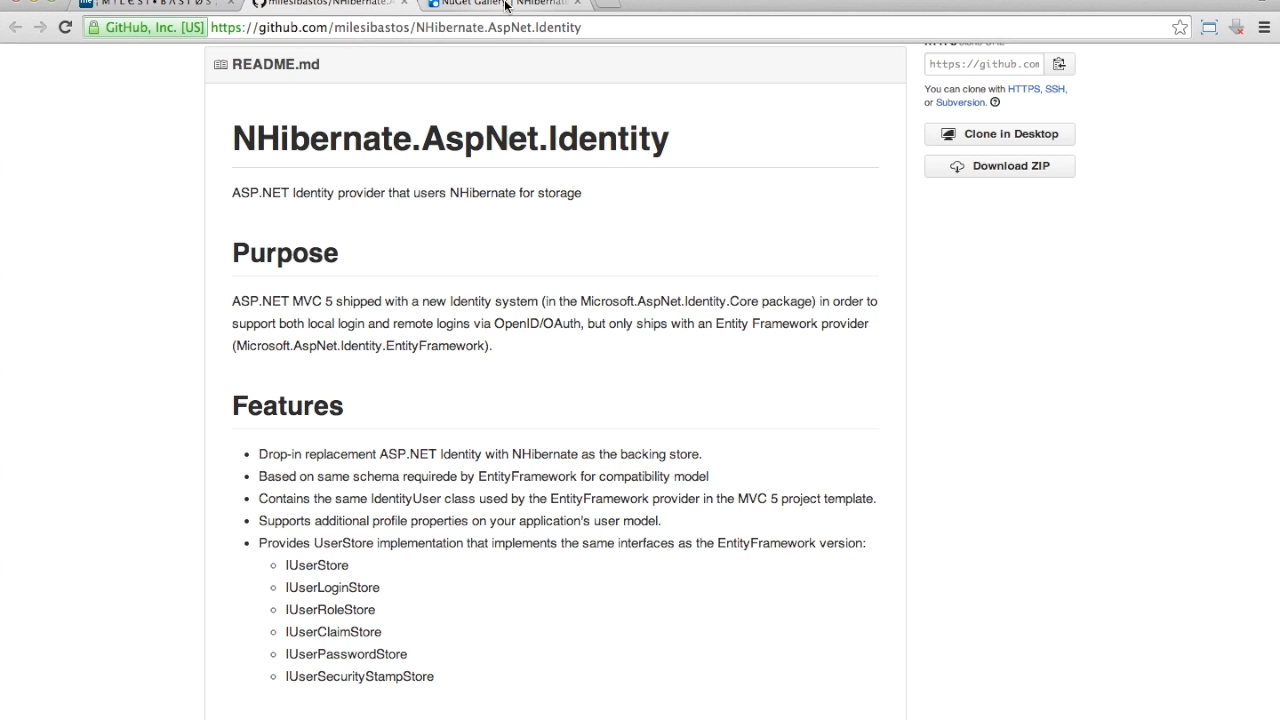 milesibastos/NHibernate.
NuGet Gallery | NHibernate
GitHub, Inc. [US] https://github.com/milesibastos/NHibernate.AspNet.Identity
https://github.com
You can clone with HTTPS, SSH,
or Subversion.
Clone in Desktop
Download ZIP
README.md
NHibernate.AspNet.Identity
ASP.NET Identity provider that users NHibernate for storage
Purpose
ASP.NET MVC 5 shipped with a new Identity system (in the Microsoft.AspNet.Identity.Core package) in order to
support both local login and remote logins via OpenID/OAuth, but only ships with an Entity Framework provider
(Microsoft.AspNet.Identity.EntityFramework).
Features
Drop-in replacement ASP.NET Identity with NHibernate as the backing store.
Based on same schema requirede by EntityFramework for compatibility model
Contains the same IdentityUser class used by the EntityFramework provider in the MVC 5 project template.
Supports additional profile properties on your application's user model.
Provides UserStore implementation that implements the same interfaces as the EntityFramework version:
IUserStore
IUserLoginStore
IUserRoleStore
IUserClaimStore
IUserPasswordStore
IUserSecurityStampStore